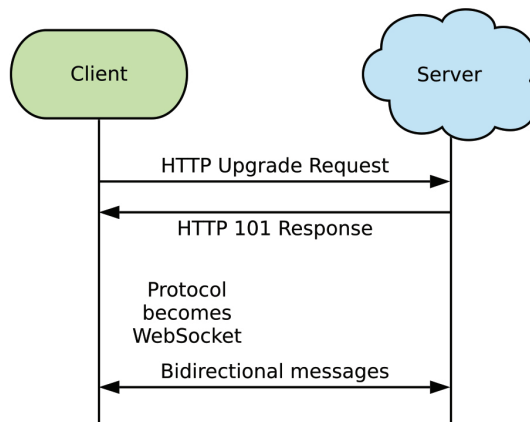 Client
Server
HTTP Upgrade Request
HTTP 101 Response
Protocol
becomes
WebSocket
Bidirectional messages